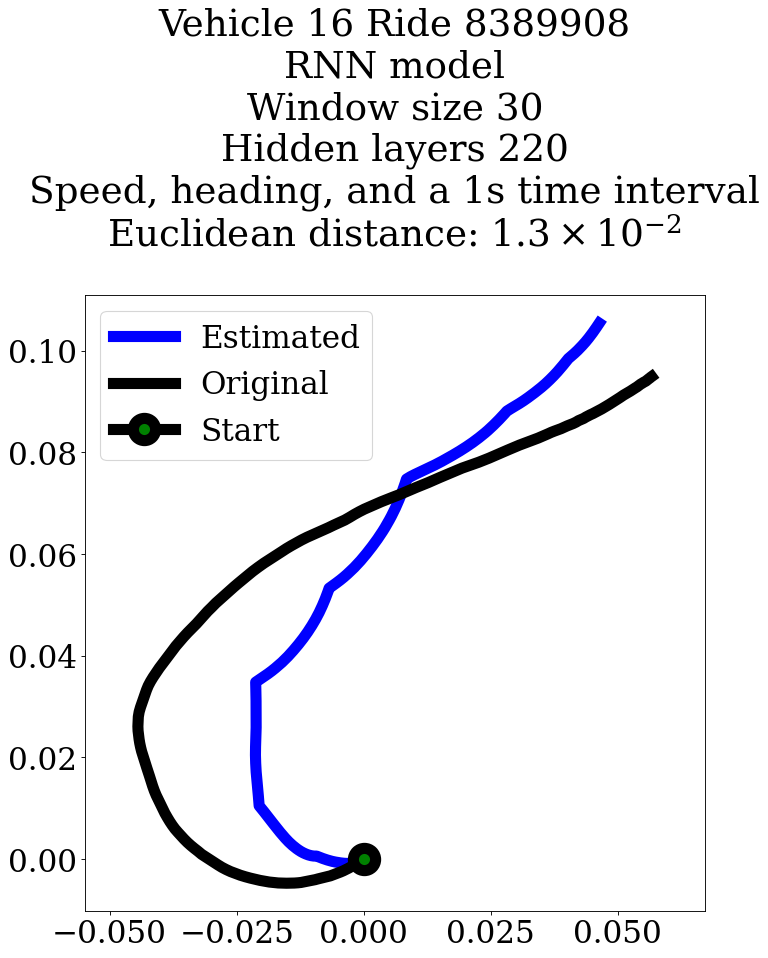 Vehicle 16 Ride 8389908
RNN model
Window size 30
Hidden layers 220
Speed, heading, and a 1s time interval
Euclidean distance: 1.3 × 10⁻²
Estimated
Original
Start
0.10
0.08
0.06
0.04
0.02
0.00
−0.050 −0.025 0.000 0.025 0.050